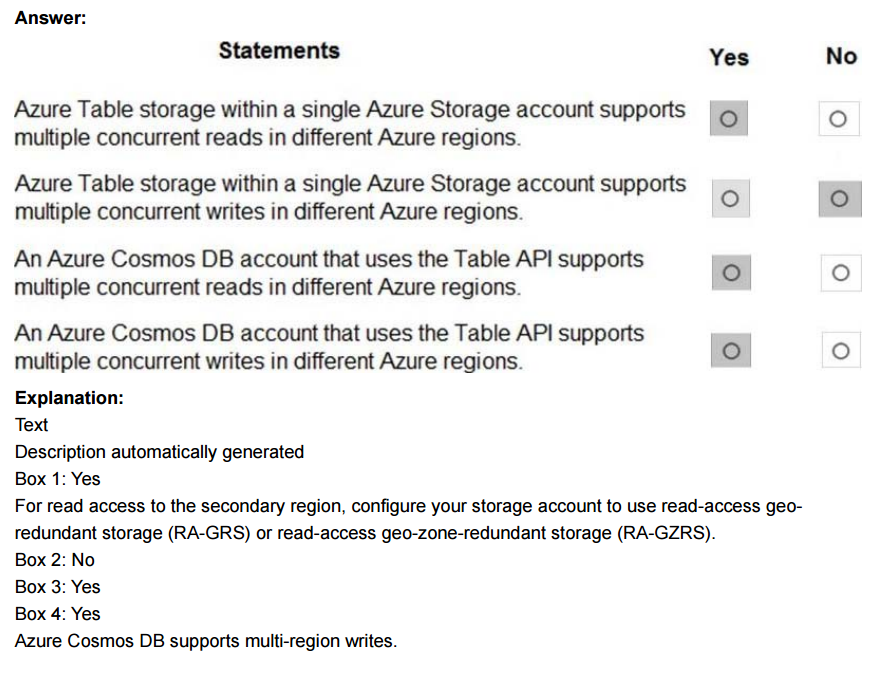 Answer:
Statements
Yes
No
Azure Table storage within a single Azure Storage account supports
multiple concurrent reads in different Azure regions.
Azure Table storage within a single Azure Storage account supports
multiple concurrent writes in different Azure regions.
An Azure Cosmos DB account that uses the Table API supports
multiple concurrent reads in different Azure regions.
An Azure Cosmos DB account that uses the Table API supports
multiple concurrent writes in different Azure regions.
Explanation:
Text
Description automatically generated
Box 1: Yes
For read access to the secondary region, configure your storage account to use read-access geo-
redundant storage (RA-GRS) or read-access geo-zone-redundant storage (RA-GZRS).
Box 2: No
Box 3: Yes
Box 4: Yes
Azure Cosmos DB supports multi-region writes.